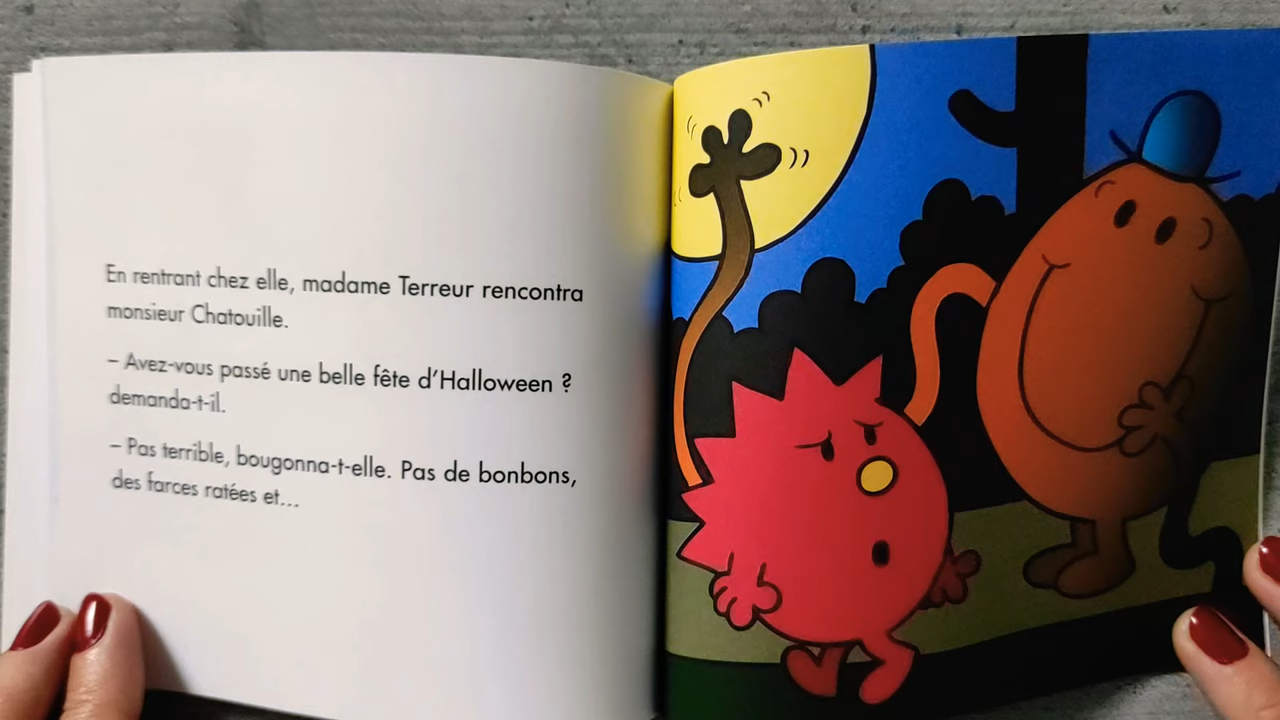 En rentrant chez elle, madame Terreur rencontra
monsieur Chatouille.
– Avez-vous passé une belle fête d'Halloween ?
demanda-t-il.
– Pas terrible, bougonna-t-elle. Pas de bonbons,
des farces ratées et...